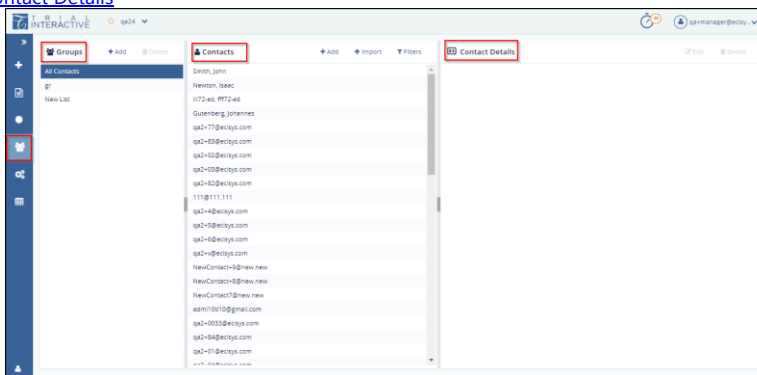 ontact Details
TRIAL
INTERACTIVE
qa24
qa+manager@ecisy...
Groups
+ Add
Delete
Contacts
+ Add
Import
Filters
Contact Details
Edit
Delete
All Contacts
gr
New List
Smith, John
Newton, Isaac
lll72-ed, fff72-ed
Gutenberg, Johannes
qa2+77@ecisys.com
qa2+83@ecisys.com
qa2+02@ecisys.com
qa2+03@ecisys.com
qa2+82@ecisys.com
111@111.111
qa2+4@ecisys.com
qa2+5@ecisys.com
qa2+6@ecisys.com
qa2+v@ecisys.com
NewContact+9@new.new
NewContact+8@new.new
NewContact7@new.new
admi10610@gmail.com
qa2+0033@ecisys.com
qa2+84@ecisys.com
qa2+01@ecisys.com